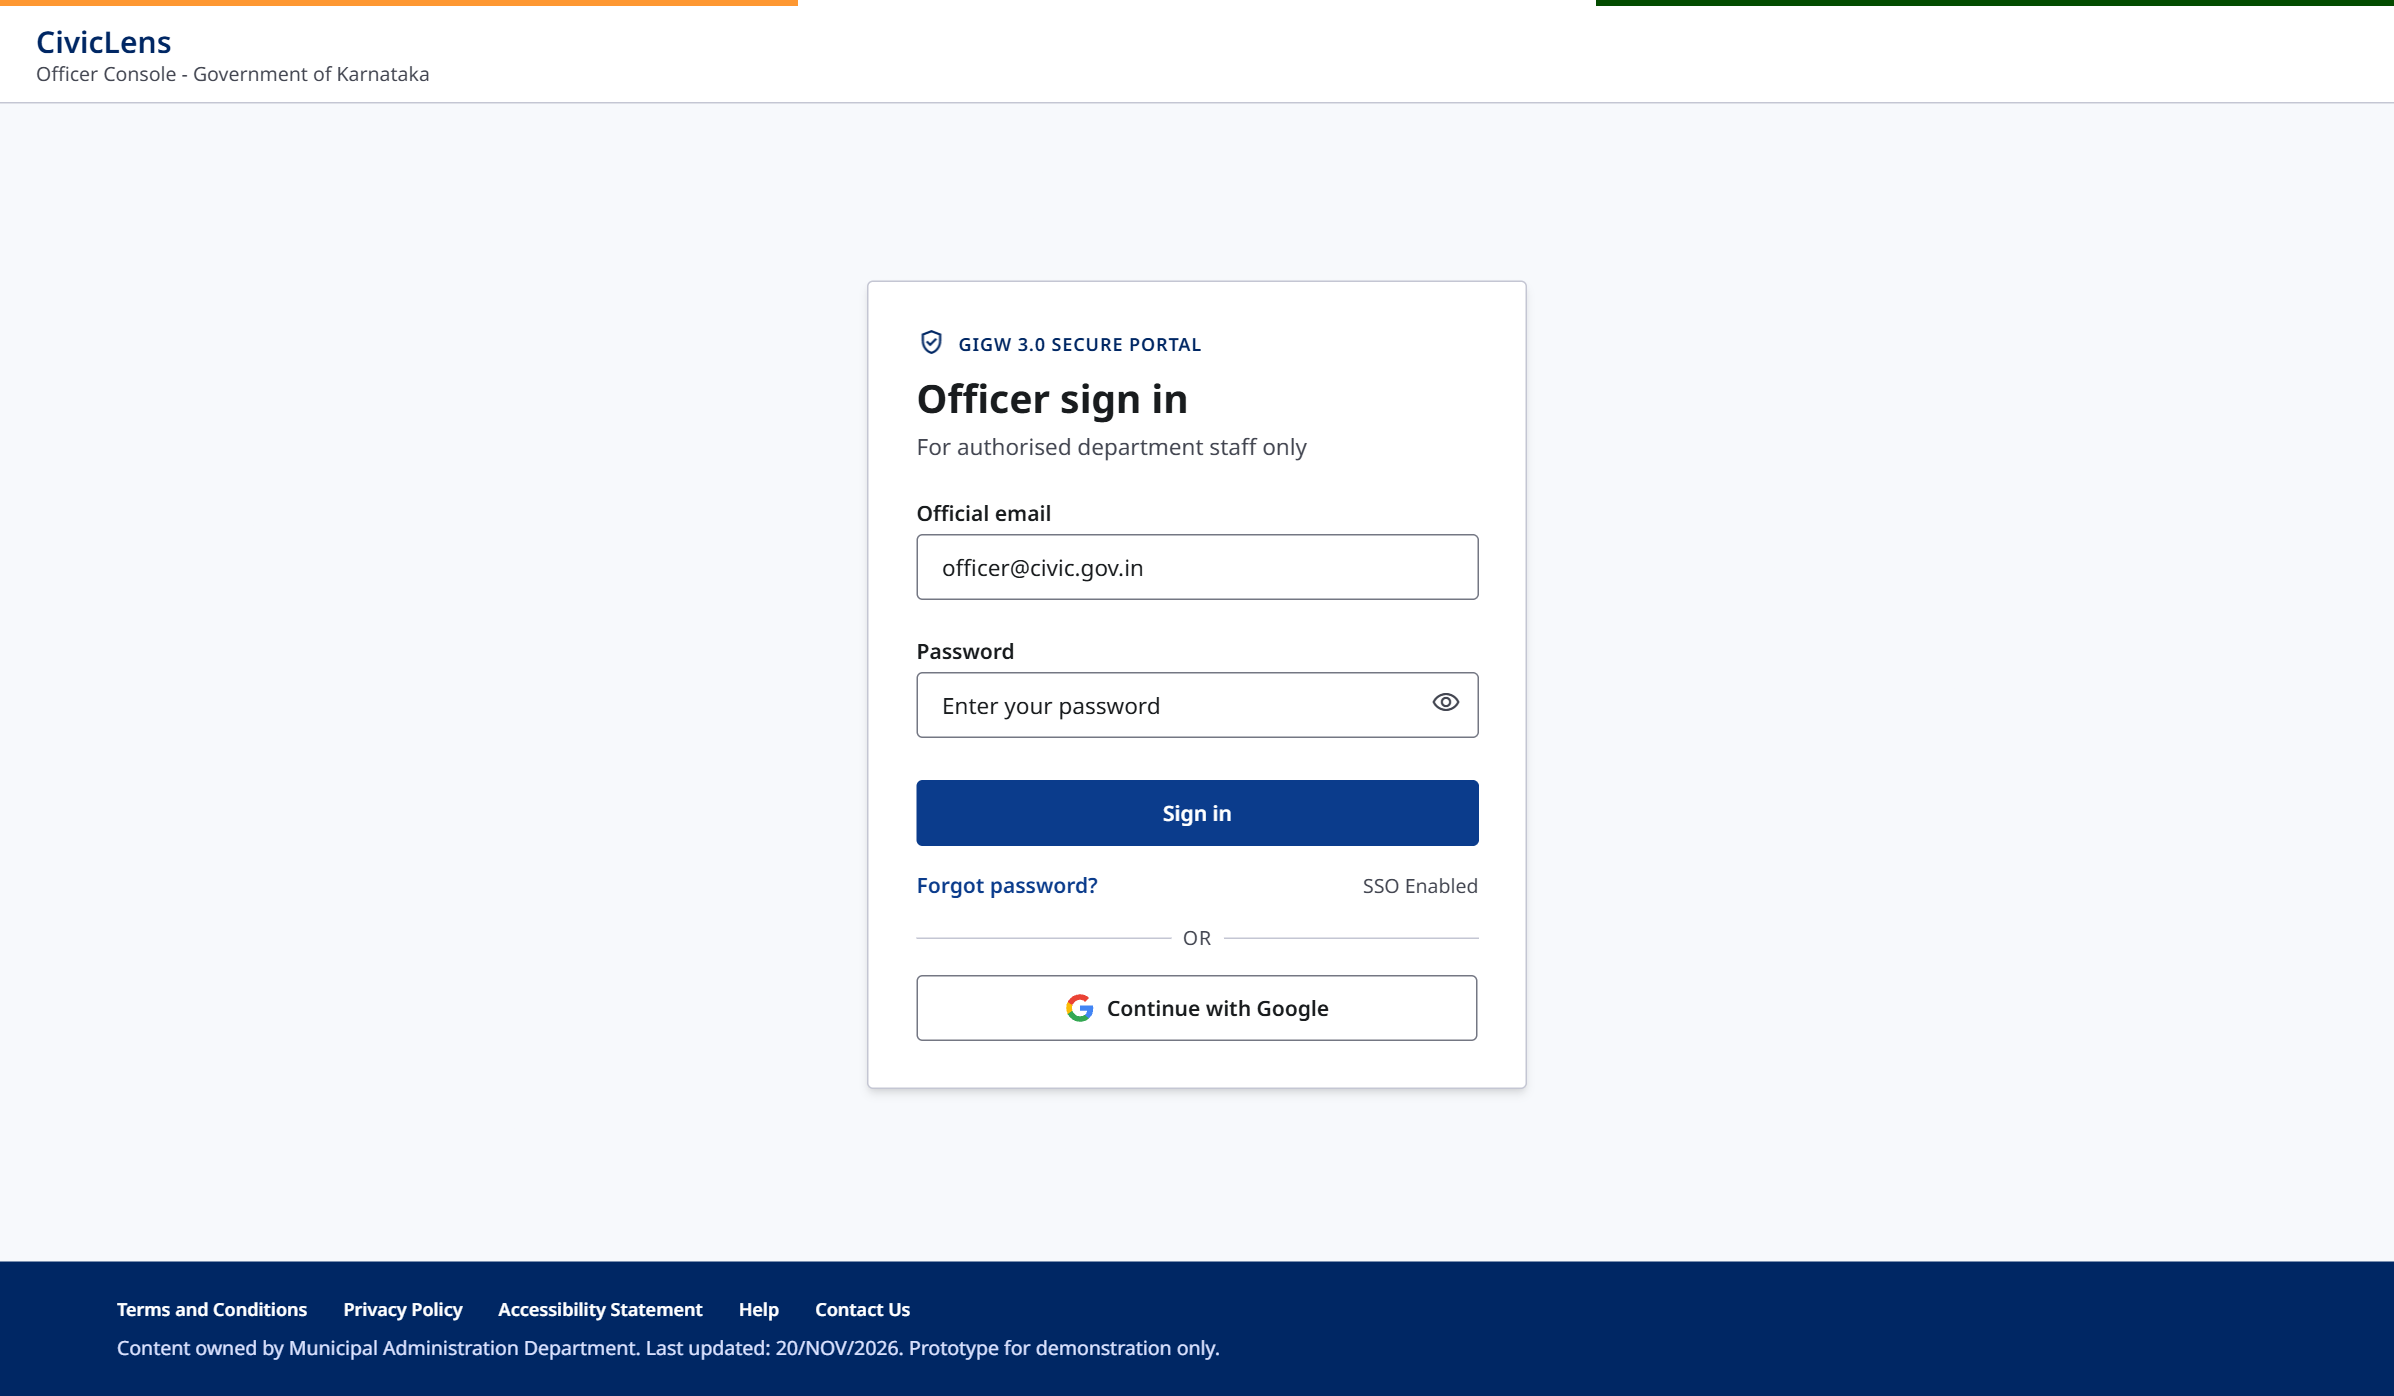 CivicLens
Officer Console - Government of Karnataka
GIGW 3.0 SECURE PORTAL
Officer sign in
For authorised department staff only
Official email
officer@civic.gov.in
Password
Enter your password
Sign in
Forgot password?
SSO Enabled
OR
Continue with Google
Terms and Conditions Privacy Policy Accessibility Statement Help Contact Us
Content owned by Municipal Administration Department. Last updated: 20/NOV/2026. Prototype for demonstration only.